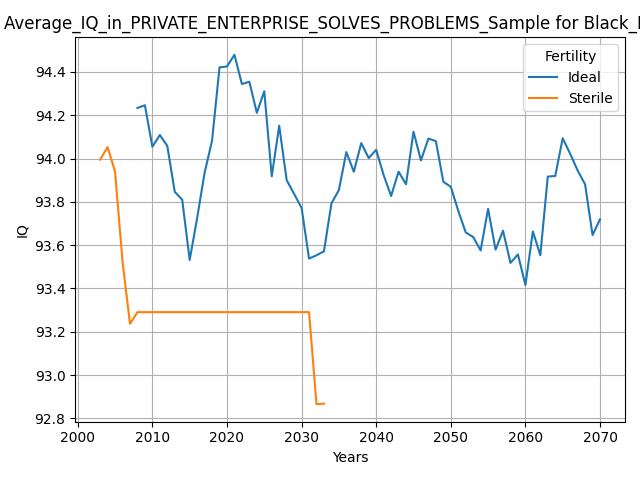 Average_IQ_in_PRIVATE_ENTERPRISE_SOLVES_PROBLEMS_Sample for Black_
Fertility
Ideal
Sterile
94.4
94.2
94.0
93.8
93.6
93.4
93.2
93.0
92.8
IQ
2000 2010 2020 2030 2040 2050 2060 2070
Years